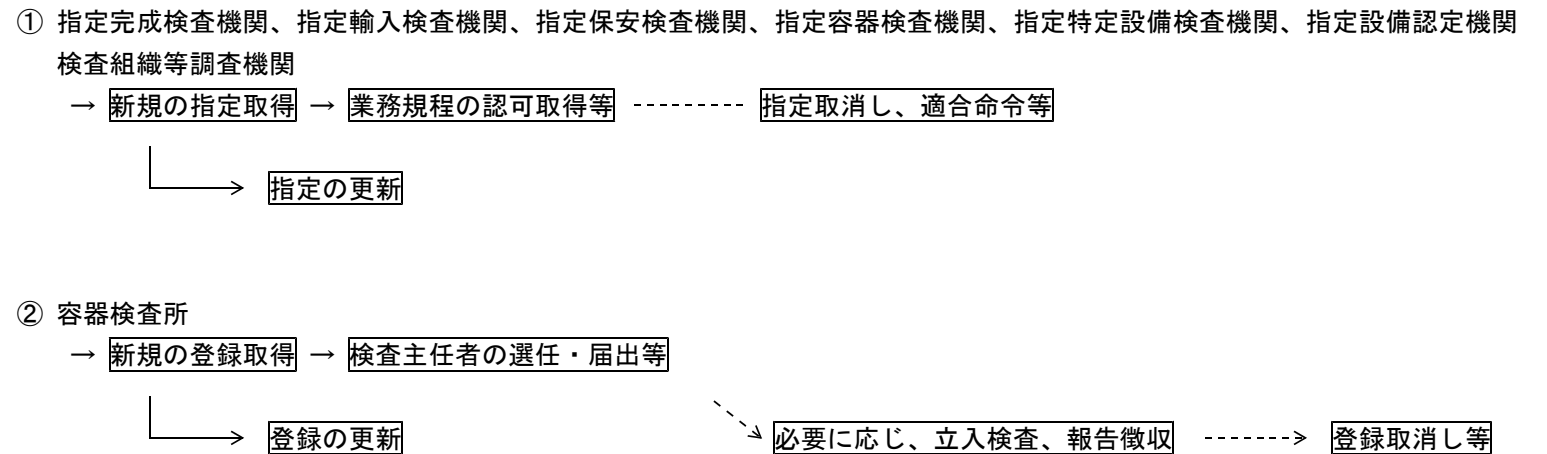 ① 指定完成検査機関、指定輸入検査機関、指定保安検査機関、指定容器検査機関、指定特定設備検査機関、指定設備認定機関
検査組織等調査機関
→ 新規の指定取得 → 業務規程の認可取得等 --------- 指定取消し、適合命令等
指定の更新
② 容器検査所
→ 新規の登録取得 → 検査主任者の選任・届出等
登録の更新 必要に応じ、立入検査、報告徴収 登録取消し等